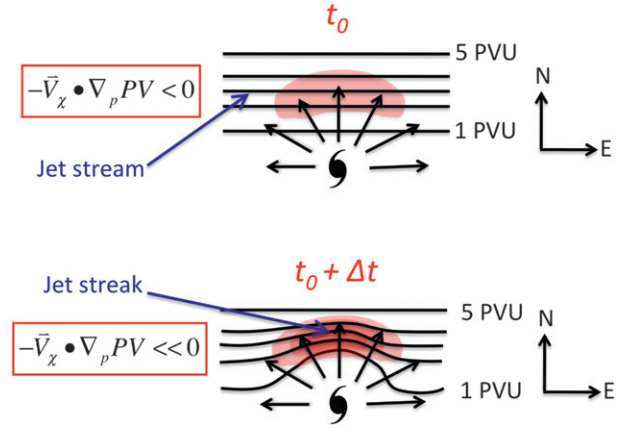 t₀
5 PVU
−V⃗χ • ∇ₚPV < 0
N
1 PVU
E
Jet stream
t₀ + Δt
Jet streak
5 PVU
−V⃗χ • ∇ₚPV << 0
N
1 PVU
E